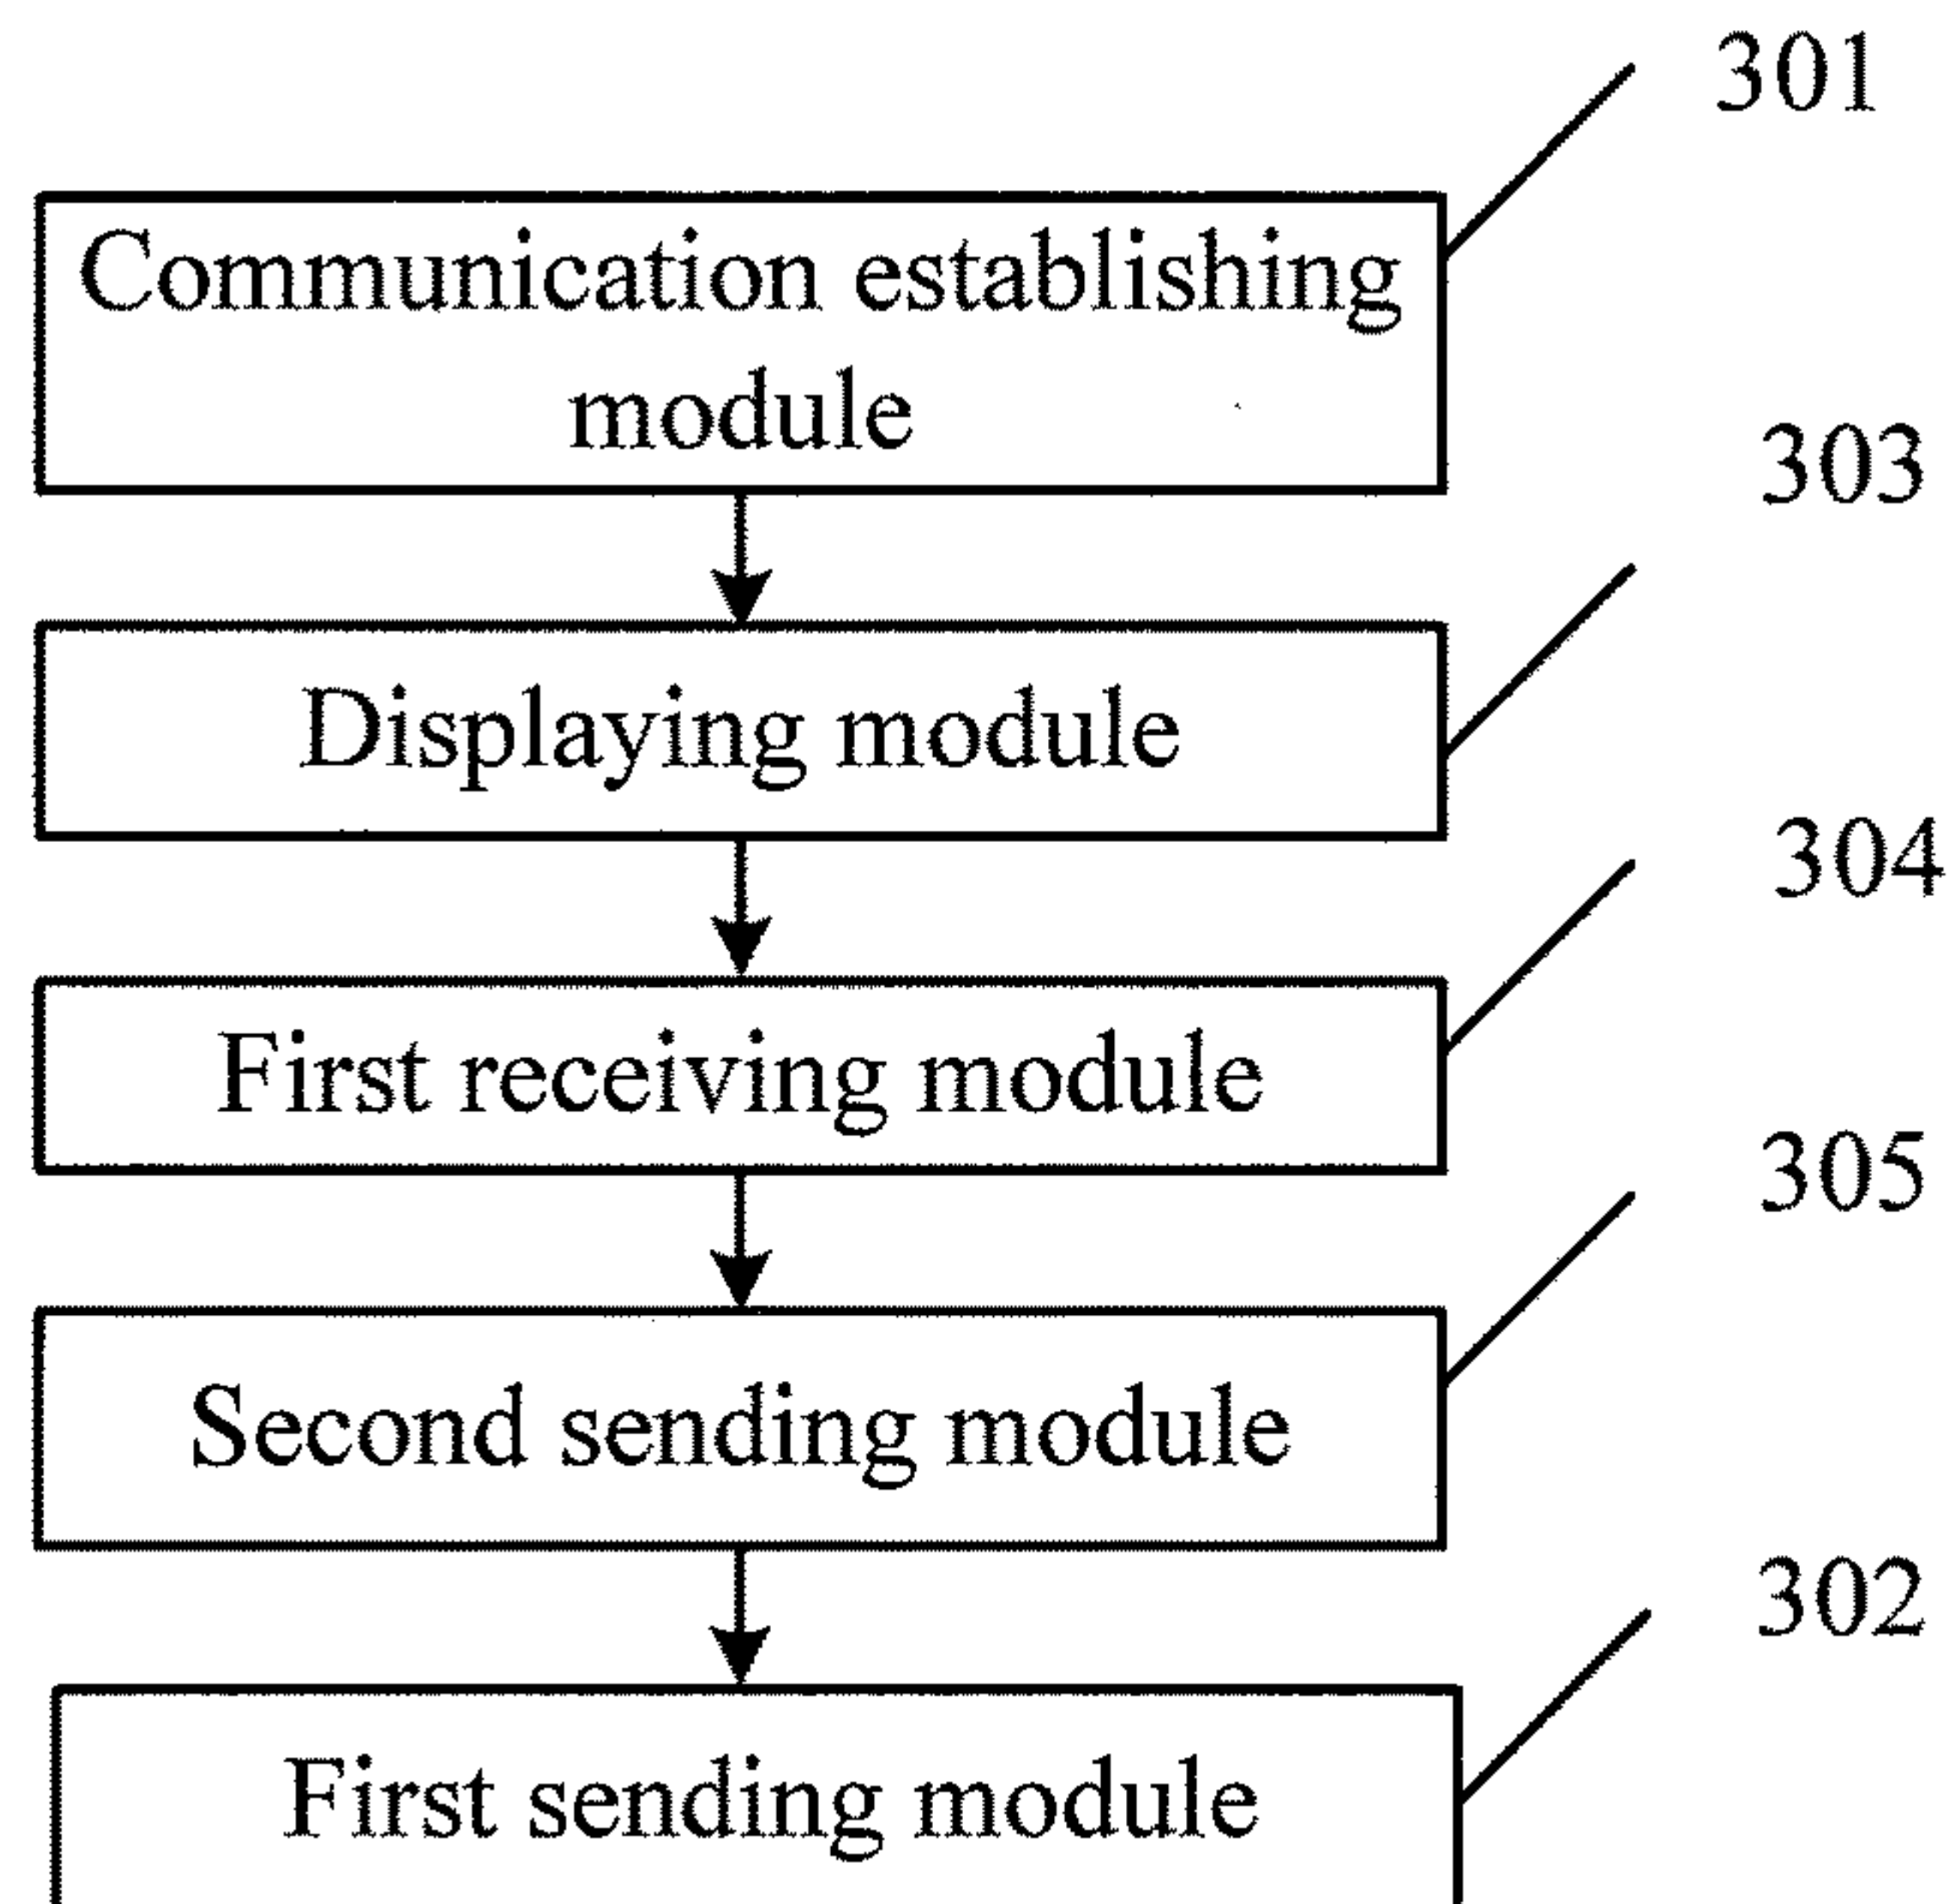 301
Communication establishing
module
303
Displaying module
304
First receiving module
305
Second sending module
302
First sending module